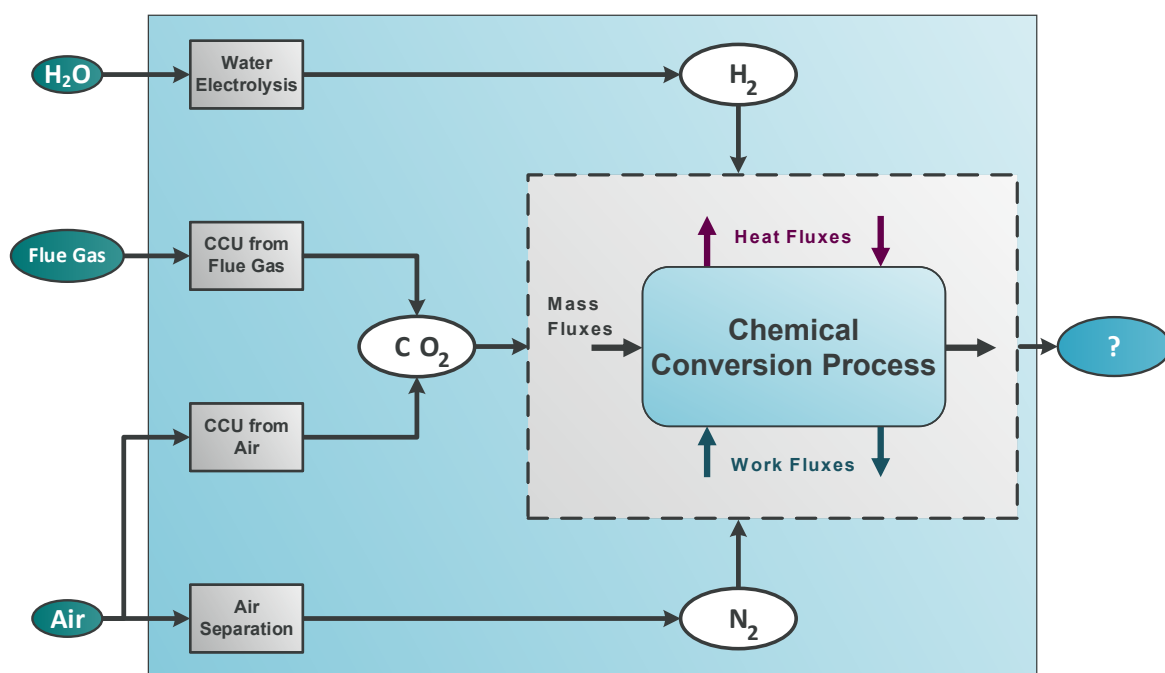 H₂O
Water
Electrolysis
H₂
Flue Gas
CCU from
Flue Gas
Heat Fluxes
Mass
Fluxes
Chemical
Conversion Process
?
C O₂
CCU from
Air
Work Fluxes
Air
Air
Separation
N₂